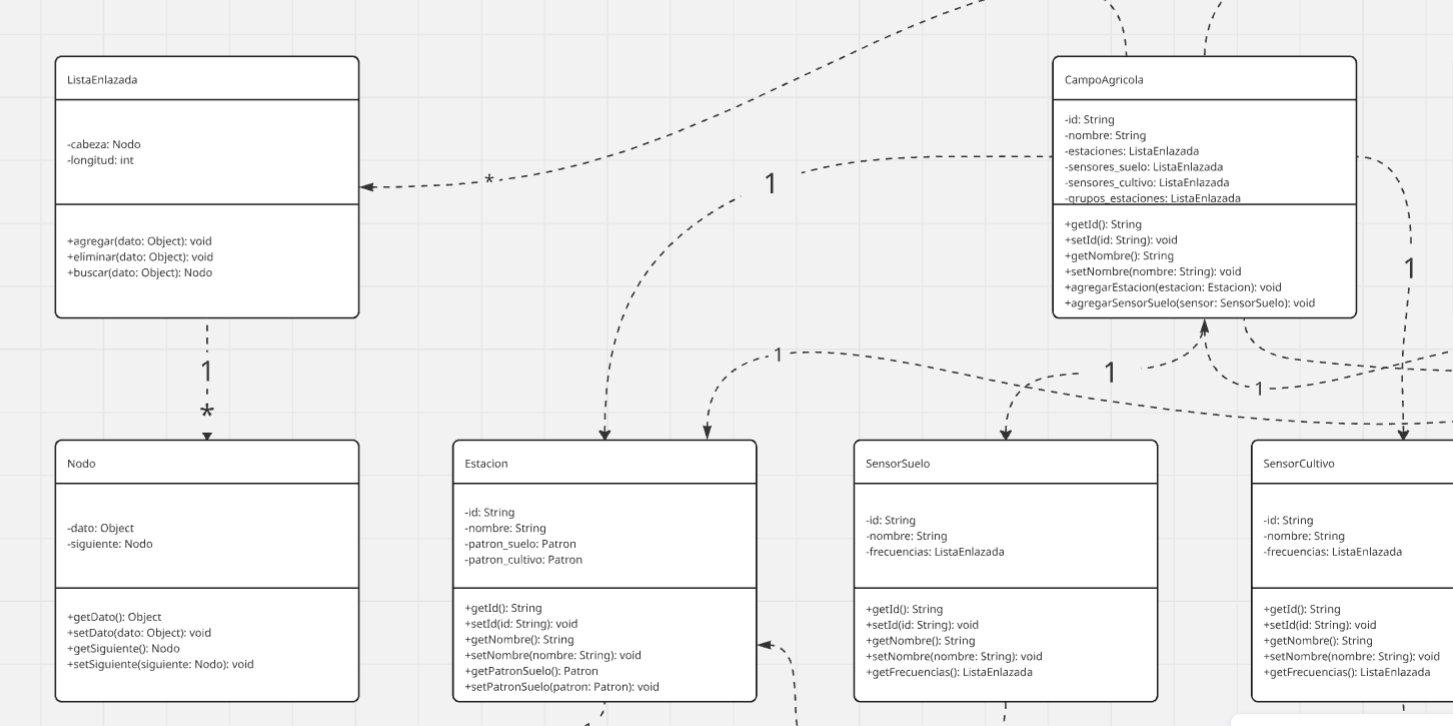 ListaEnlazada
-cabeza: Nodo
-longitud: int
+agregar(dato: Object): void
+eliminar(dato: Object): void
+buscar(dato: Object): Nodo
*
1
CampoAgricola
-id: String
-nombre: String
-estaciones: ListaEnlazada
-sensores_suelo: ListaEnlazada
-sensores_cultivo: ListaEnlazada
-grupos_estaciones: ListaEnlazada
+getId(): String
+setId(id: String): void
+getNombre(): String
+setNombre(nombre: String): void
+agregarEstacion(estacion: Estacion): void
+agregarSensorSuelo(sensor: SensorSuelo): void
1
1
*
1
1
1
Nodo
-dato: Object
-siguiente: Nodo
+getDato(): Object
+setDato(dato: Object): void
+getSiguiente(): Nodo
+setSiguiente(siguiente: Nodo): void
Estacion
-id: String
-nombre: String
-patron_suelo: Patron
-patron_cultivo: Patron
+getId(): String
+setId(id: String): void
+getNombre(): String
+setNombre(nombre: String): void
+getPatronSuelo(): Patron
+setPatronSuelo(patron: Patron): void
SensorSuelo
-id: String
-nombre: String
-frecuencias: ListaEnlazada
+getId(): String
+setId(id: String): void
+getNombre(): String
+setNombre(nombre: String): void
+getFrecuencias(): ListaEnlazada
SensorCultivo
-id: String
-nombre: String
-frecuencias: ListaEnlazada
+getId(): String
+setId(id: String): void
+getNombre(): String
+setNombre(nombre: String): void
+getFrecuencias(): ListaEnlazada